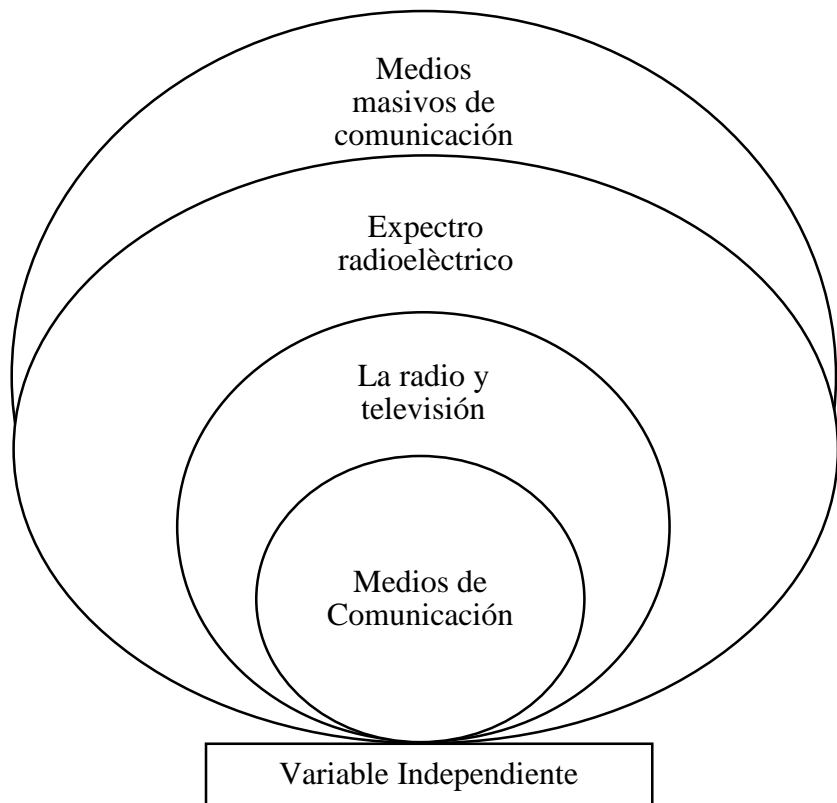 Medios
masivos de
comunicación
Expectro
radioelèctrico
La radio y
televisión
Medios de
Comunicación
Variable Independiente